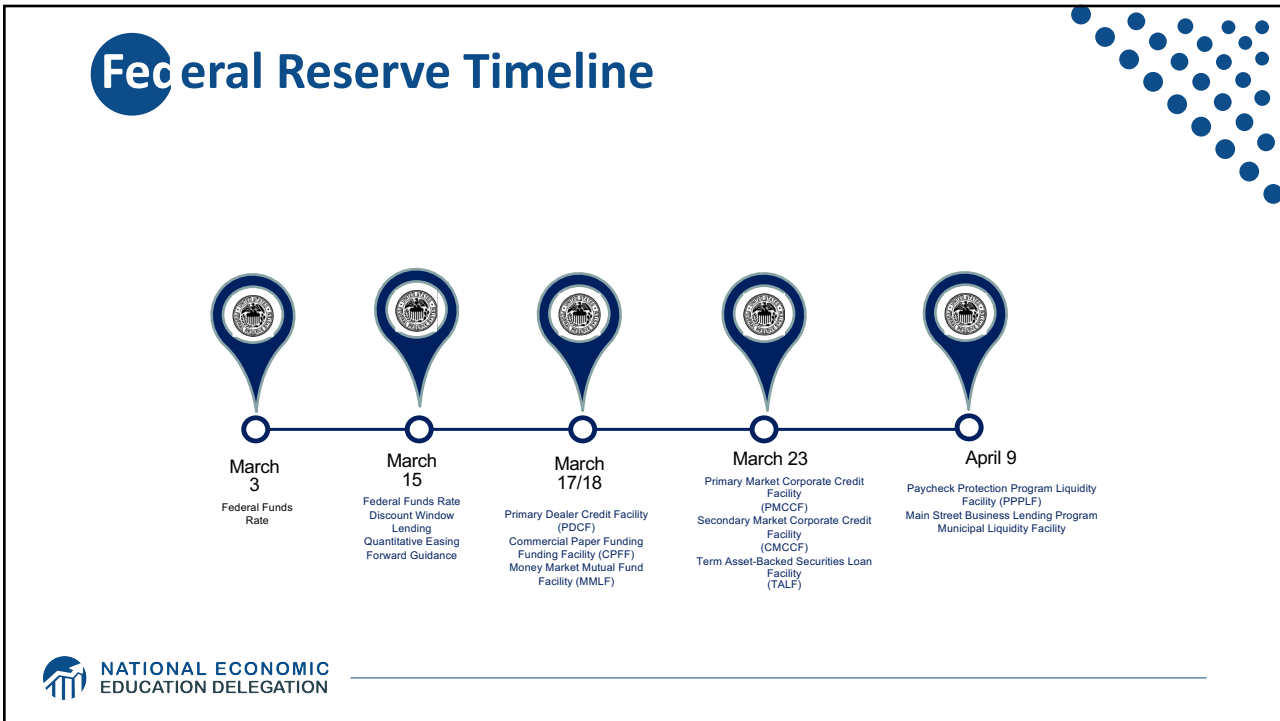 Federal Reserve Timeline
March
3
Federal Funds
Rate
March
15
Federal Funds Rate
Discount Window
Lending
Quantitative Easing
Forward Guidance
March
17/18
Primary Dealer Credit Facility
(PDCF)
Commercial Paper Funding
Funding Facility (CPFF)
Money Market Mutual Fund
Facility (MMLF)
March 23
Primary Market Corporate Credit
Facility
(PMCCF)
Secondary Market Corporate Credit
Facility
(CMCCF)
Term Asset-Backed Securities Loan
Facility
(TALF)
April 9
Paycheck Protection Program Liquidity
Facility (PPPLF)
Main Street Business Lending Program
Municipal Liquidity Facility
NATIONAL ECONOMIC
EDUCATION DELEGATION